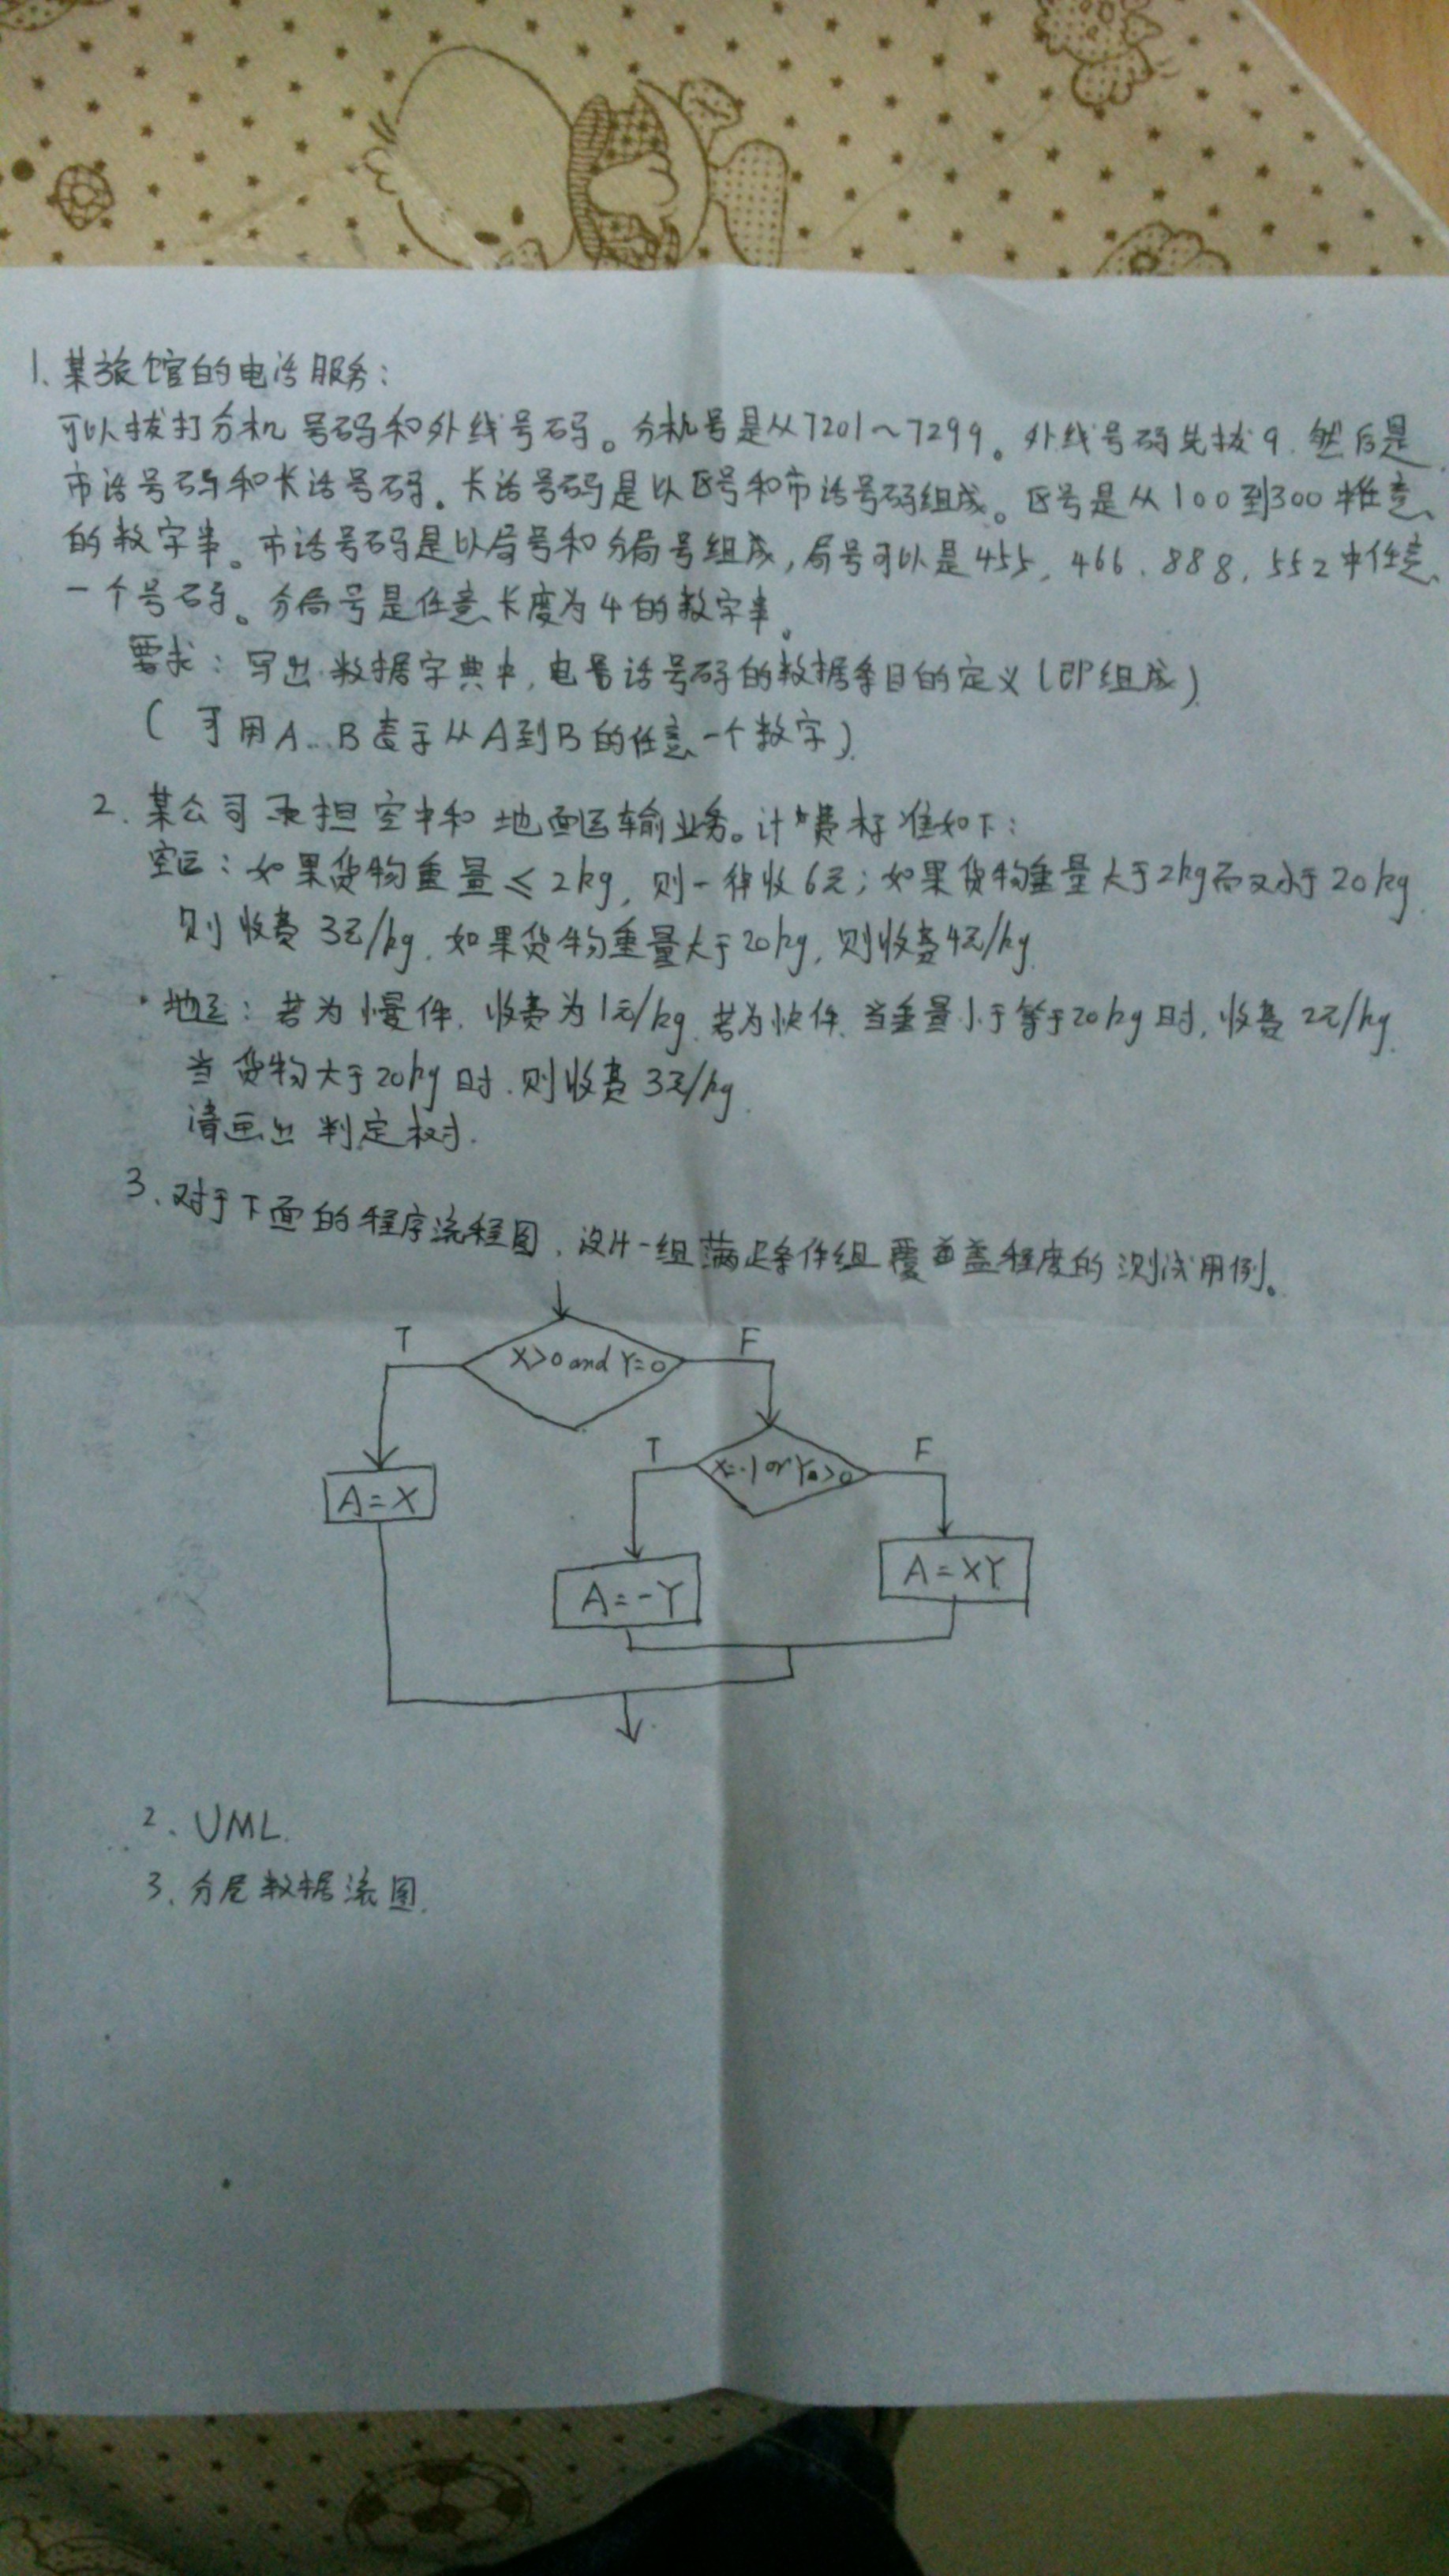 1、某旅馆的电话服务：
可以拔打分机号码和外线号码。分机号是从7201～7299。外线号码先拔9.然后是
市话号码和长话号码.长话号码是以区号和市话号码组成。区号是从100到300中任意
的数字串。市话号码是以局号和分局号组成,局号可以是455,466,888,552中任意
一个号码。分局号是任意长度为4的数字串.
要求：写出数据字典中,电话号码的数据条目的定义(即组成)
(可用A..B表示从A到B的任意一个数字).
2.某公司承担空中和地面运输业务。计费标准如下：
空运：如果货物重量≤2kg,则一律收6元;如果货物重量大于2kg而又小于20kg
则收费3元/kg.如果货物重量大于20kg,则收费4元/kg.
地运：若为慢件.收费为1元/kg.若为快件.当重量小于等于20kg时,收费2元/kg.
当货物大于20kg时.则收费3元/kg.
请画出判定树.
3、对于下面的程序流程图、设计一组满足条件组覆盖程度的测试用例。
T X>0 and Y=0 F
T X=-1 or Y>0 F
A=X
A=-Y
A=XY
2、UML.
3.分层数据流图.